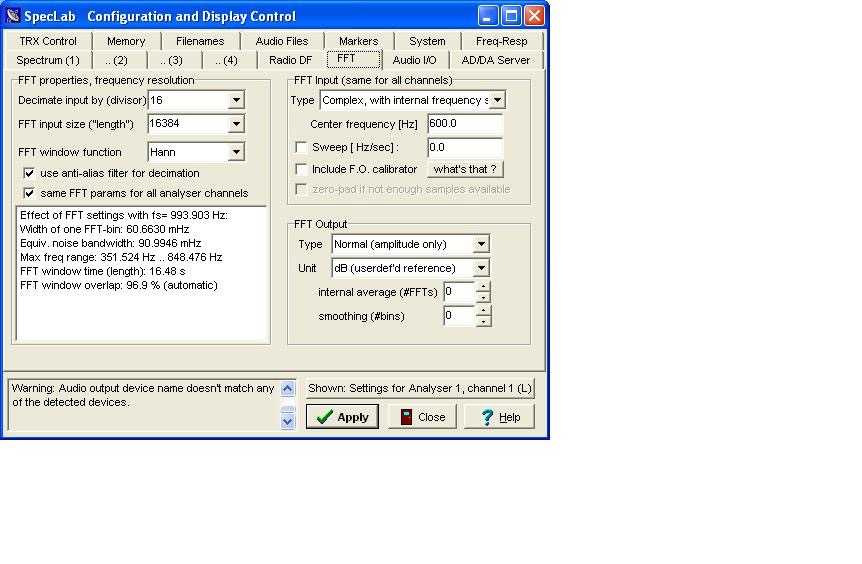 SpecLab   Configuration and Display Control
TRX Control Memory Filenames Audio Files Markers System Freq-Resp
Spectrum (1) .. (2) .. (3) .. (4) Radio DF FFT Audio I/O AD/DA Server
FFT properties, frequency resolution
Decimate input by (divisor) 16
FFT input size ("length") 16384
FFT window function Hann
use anti-alias filter for decimation
same FFT params for all analyser channels
Effect of FFT settings with fs= 993.903 Hz:
Width of one FFT-bin: 60.6630 mHz
Equiv. noise bandwidth: 90.9946 mHz
Max freq range: 351.524 Hz .. 848.476 Hz
FFT window time (length): 16.48 s
FFT window overlap: 96.9 % (automatic)
FFT Input (same for all channels)
Type Complex, with internal frequency s
Center frequency [Hz] 600.0
Sweep [ Hz/sec] : 0.0
Include F.O. calibrator what's that ?
zero-pad if not enough samples available
FFT Output
Type Normal (amplitude only)
Unit dB (userdef'd reference)
internal average (#FFTs) 0
smoothing (#bins) 0
Warning: Audio output device name doesn't match any
of the detected devices.
Shown: Settings for Analyser 1, channel 1 (L)
Apply Close Help